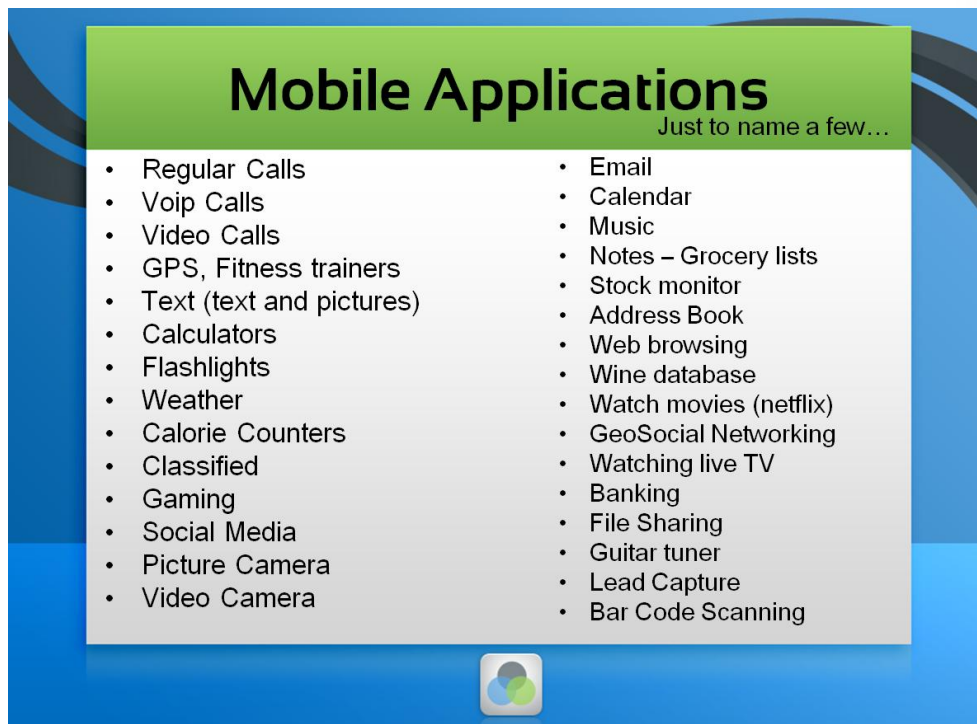 Mobile Applications
Just to name a few...
• Regular Calls
• Voip Calls
• Video Calls
• GPS, Fitness trainers
• Text (text and pictures)
• Calculators
• Flashlights
• Weather
• Calorie Counters
• Classified
• Gaming
• Social Media
• Picture Camera
• Video Camera
• Email
• Calendar
• Music
• Notes – Grocery lists
• Stock monitor
• Address Book
• Web browsing
• Wine database
• Watch movies (netflix)
• GeoSocial Networking
• Watching live TV
• Banking
• File Sharing
• Guitar tuner
• Lead Capture
• Bar Code Scanning